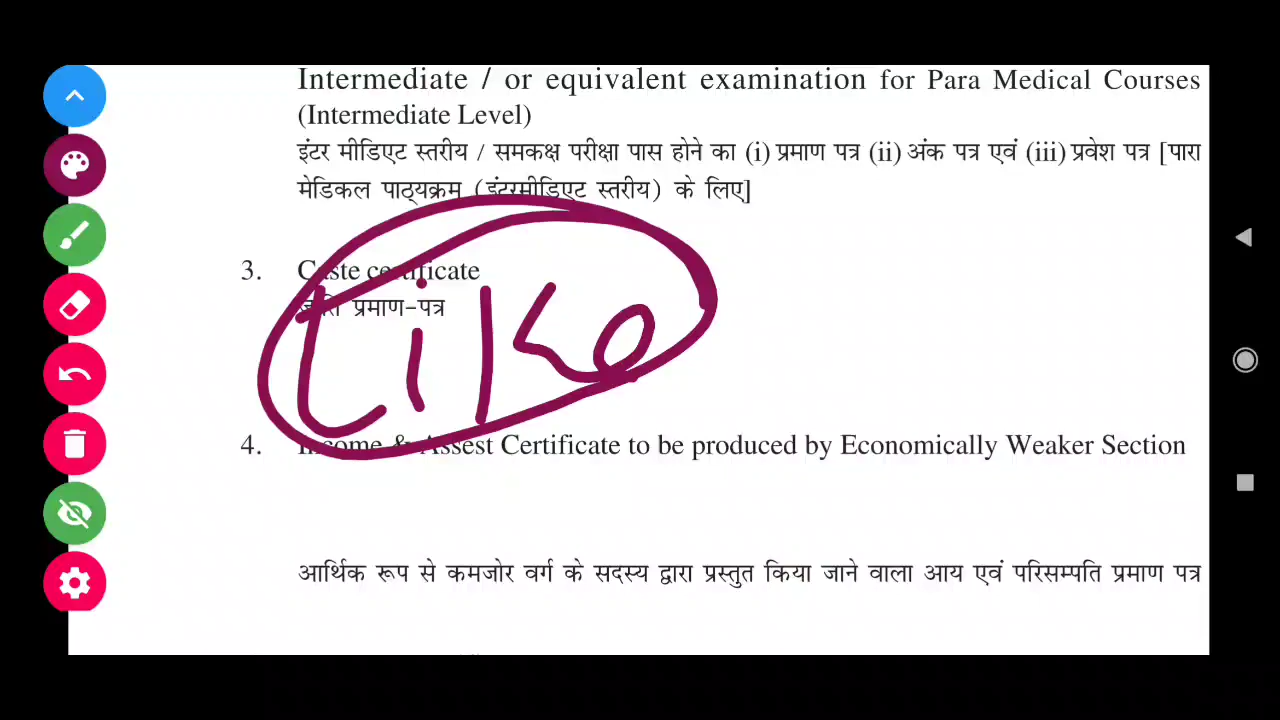 Intermediate / or equivalent examination for Para Medical Courses
(Intermediate Level)
इंटर मीडिएट स्तरीय / समकक्ष परीक्षा पास होने का (i) प्रमाण पत्र (ii) अंक पत्र एवं (iii) प्रवेश पत्र [पारा
मेडिकल पाठ्यक्रम (इंटरमीडिएट स्तरीय) के लिए]
3. Caste certificate
जाति प्रमाण-पत्र
Like
4. Income & Assest Certificate to be produced by Economically Weaker Section
आर्थिक रूप से कमजोर वर्ग के सदस्य द्वारा प्रस्तुत किया जाने वाला आय एवं परिसम्पति प्रमाण पत्र